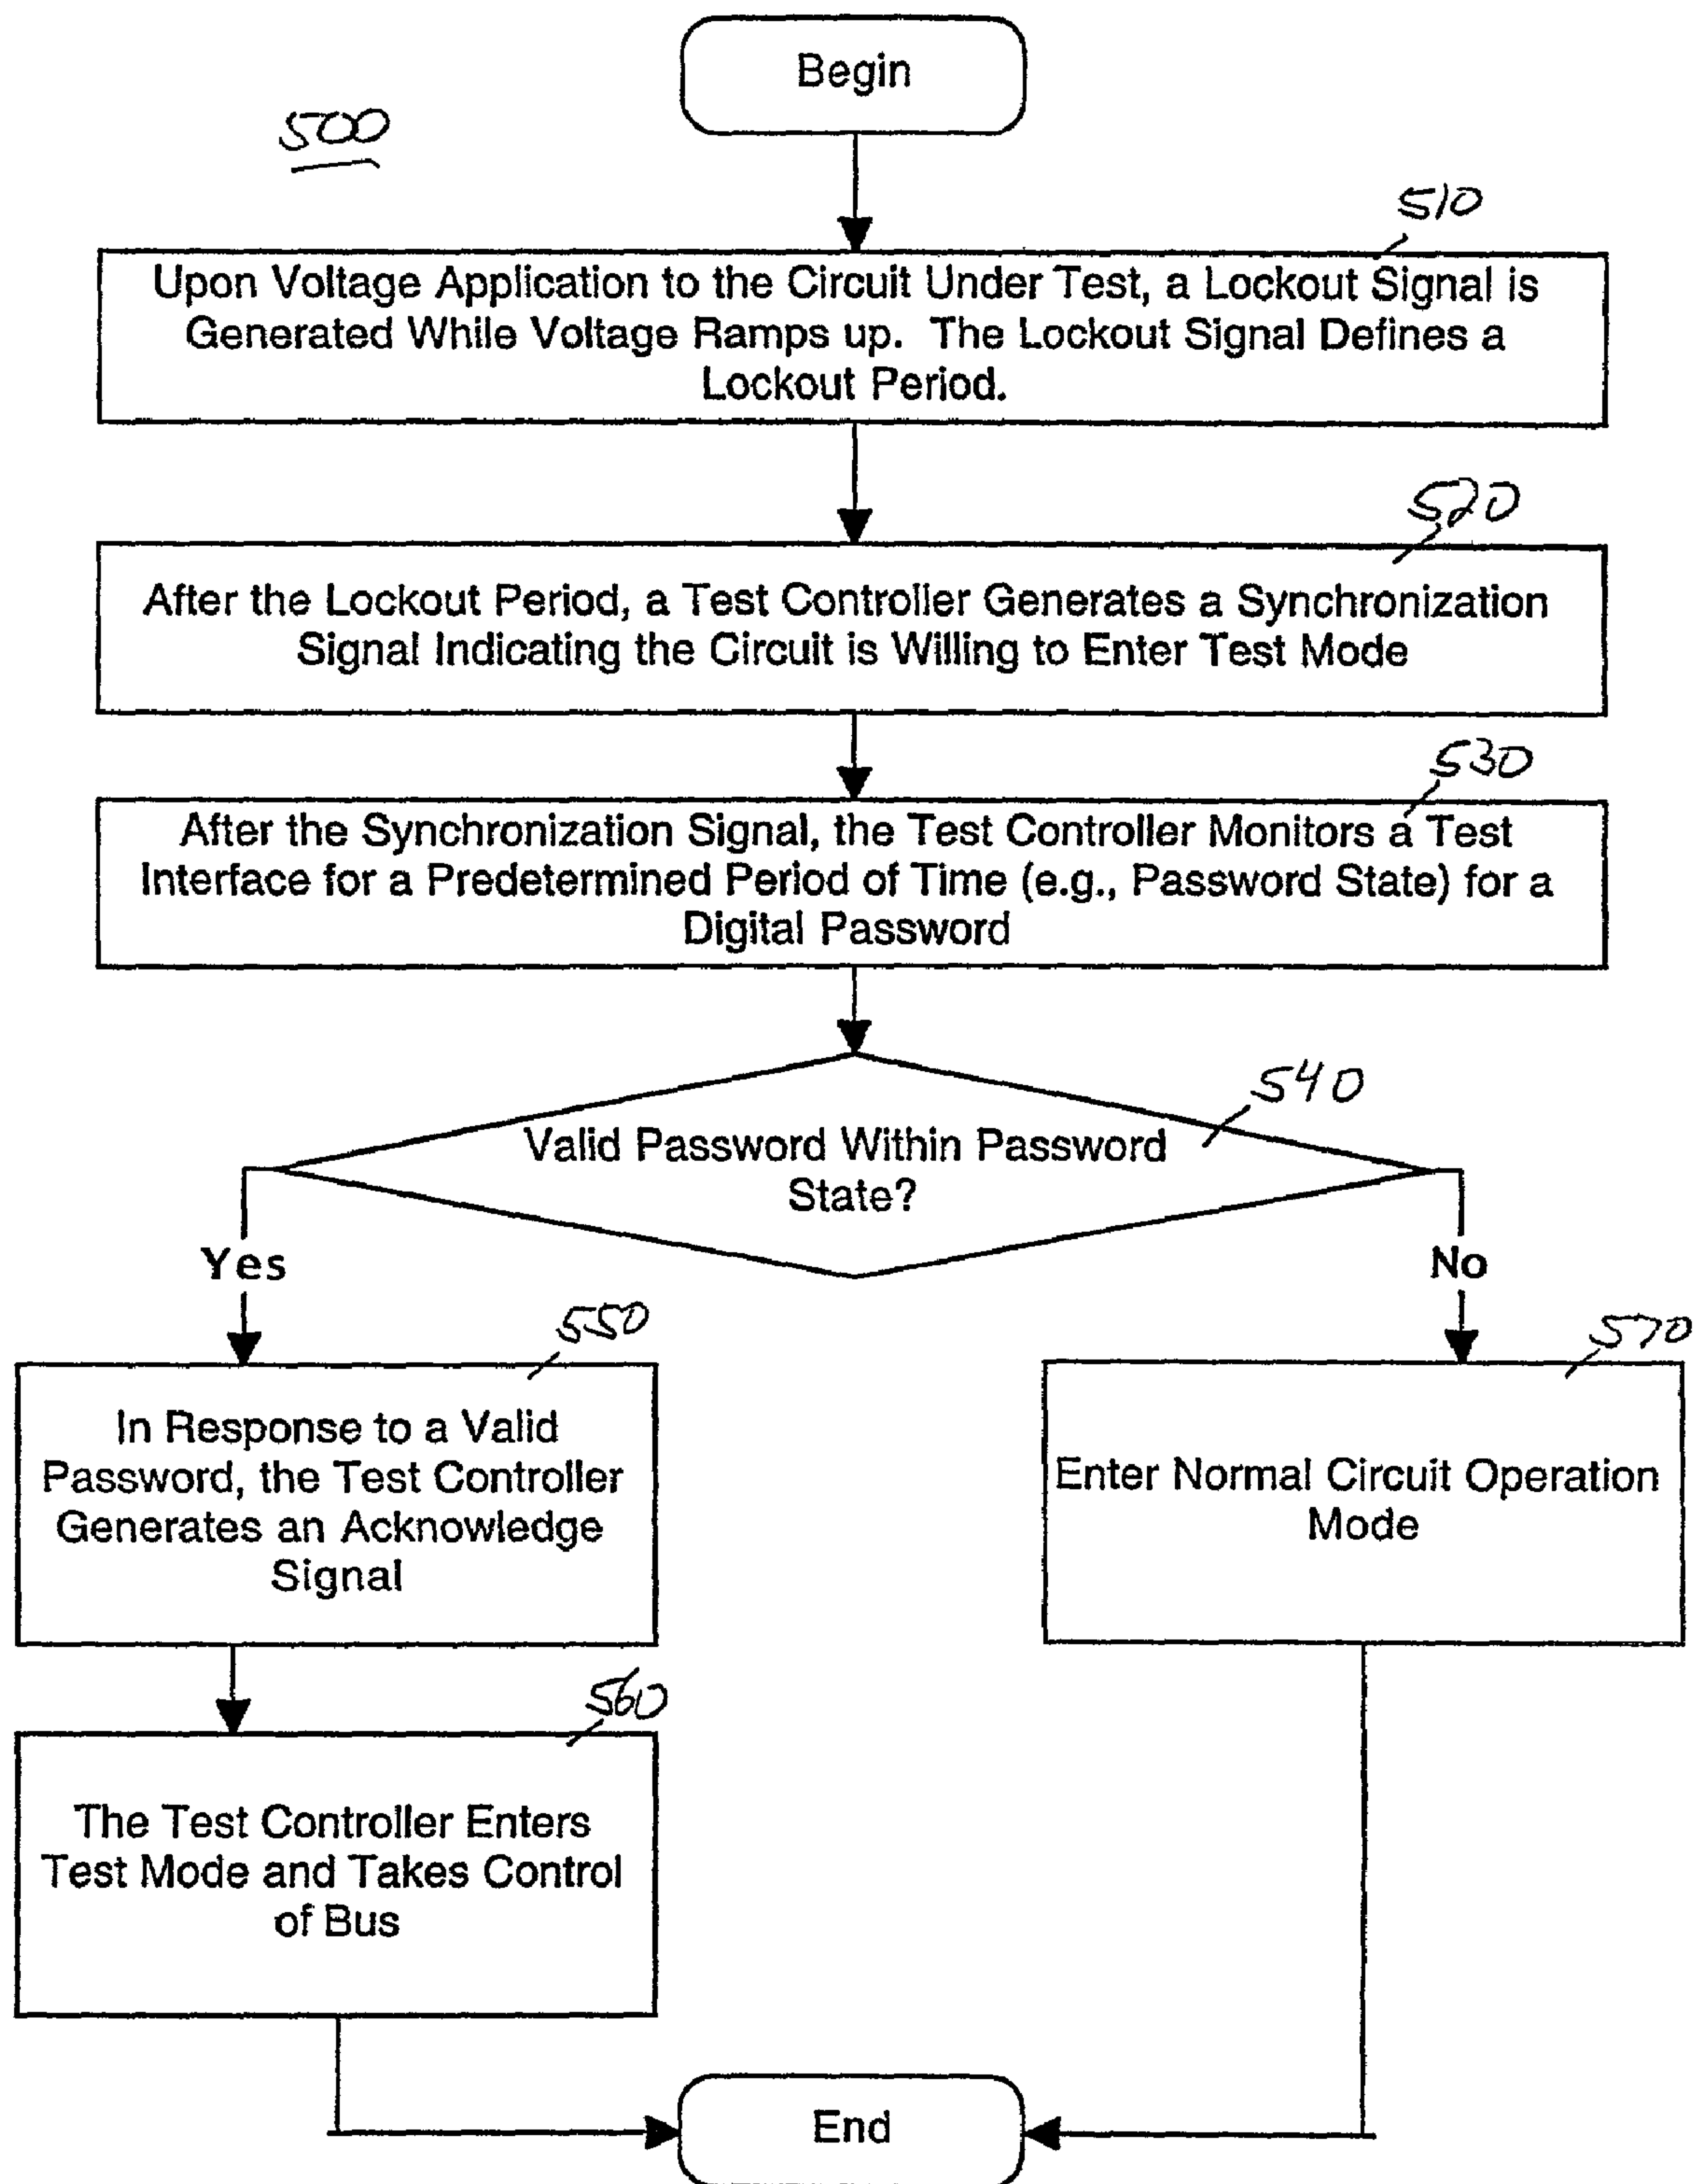 Begin
500
510
Upon Voltage Application to the Circuit Under Test, a Lockout Signal is
Generated While Voltage Ramps up. The Lockout Signal Defines a
Lockout Period.
520
After the Lockout Period, a Test Controller Generates a Synchronization
Signal Indicating the Circuit is Willing to Enter Test Mode
530
After the Synchronization Signal, the Test Controller Monitors a Test
Interface for a Predetermined Period of Time (e.g., Password State) for a
Digital Password
540
Valid Password Within Password
State?
Yes
No
550
In Response to a Valid
Password, the Test Controller
Generates an Acknowledge
Signal
570
Enter Normal Circuit Operation
Mode
560
The Test Controller Enters
Test Mode and Takes Control
of Bus
End